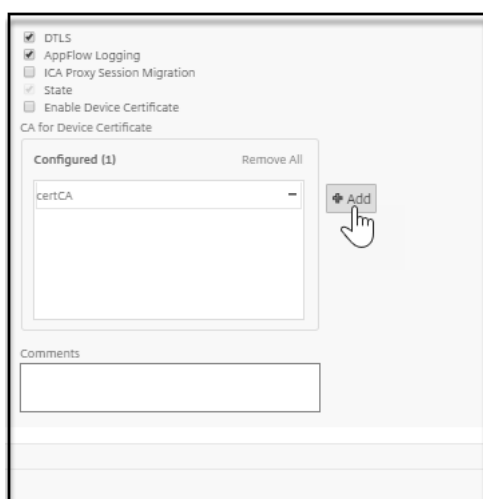 DTLS
AppFlow Logging
ICA Proxy Session Migration
State
Enable Device Certificate
CA for Device Certificate
Configured (1) Remove All
certCA
Add
Comments